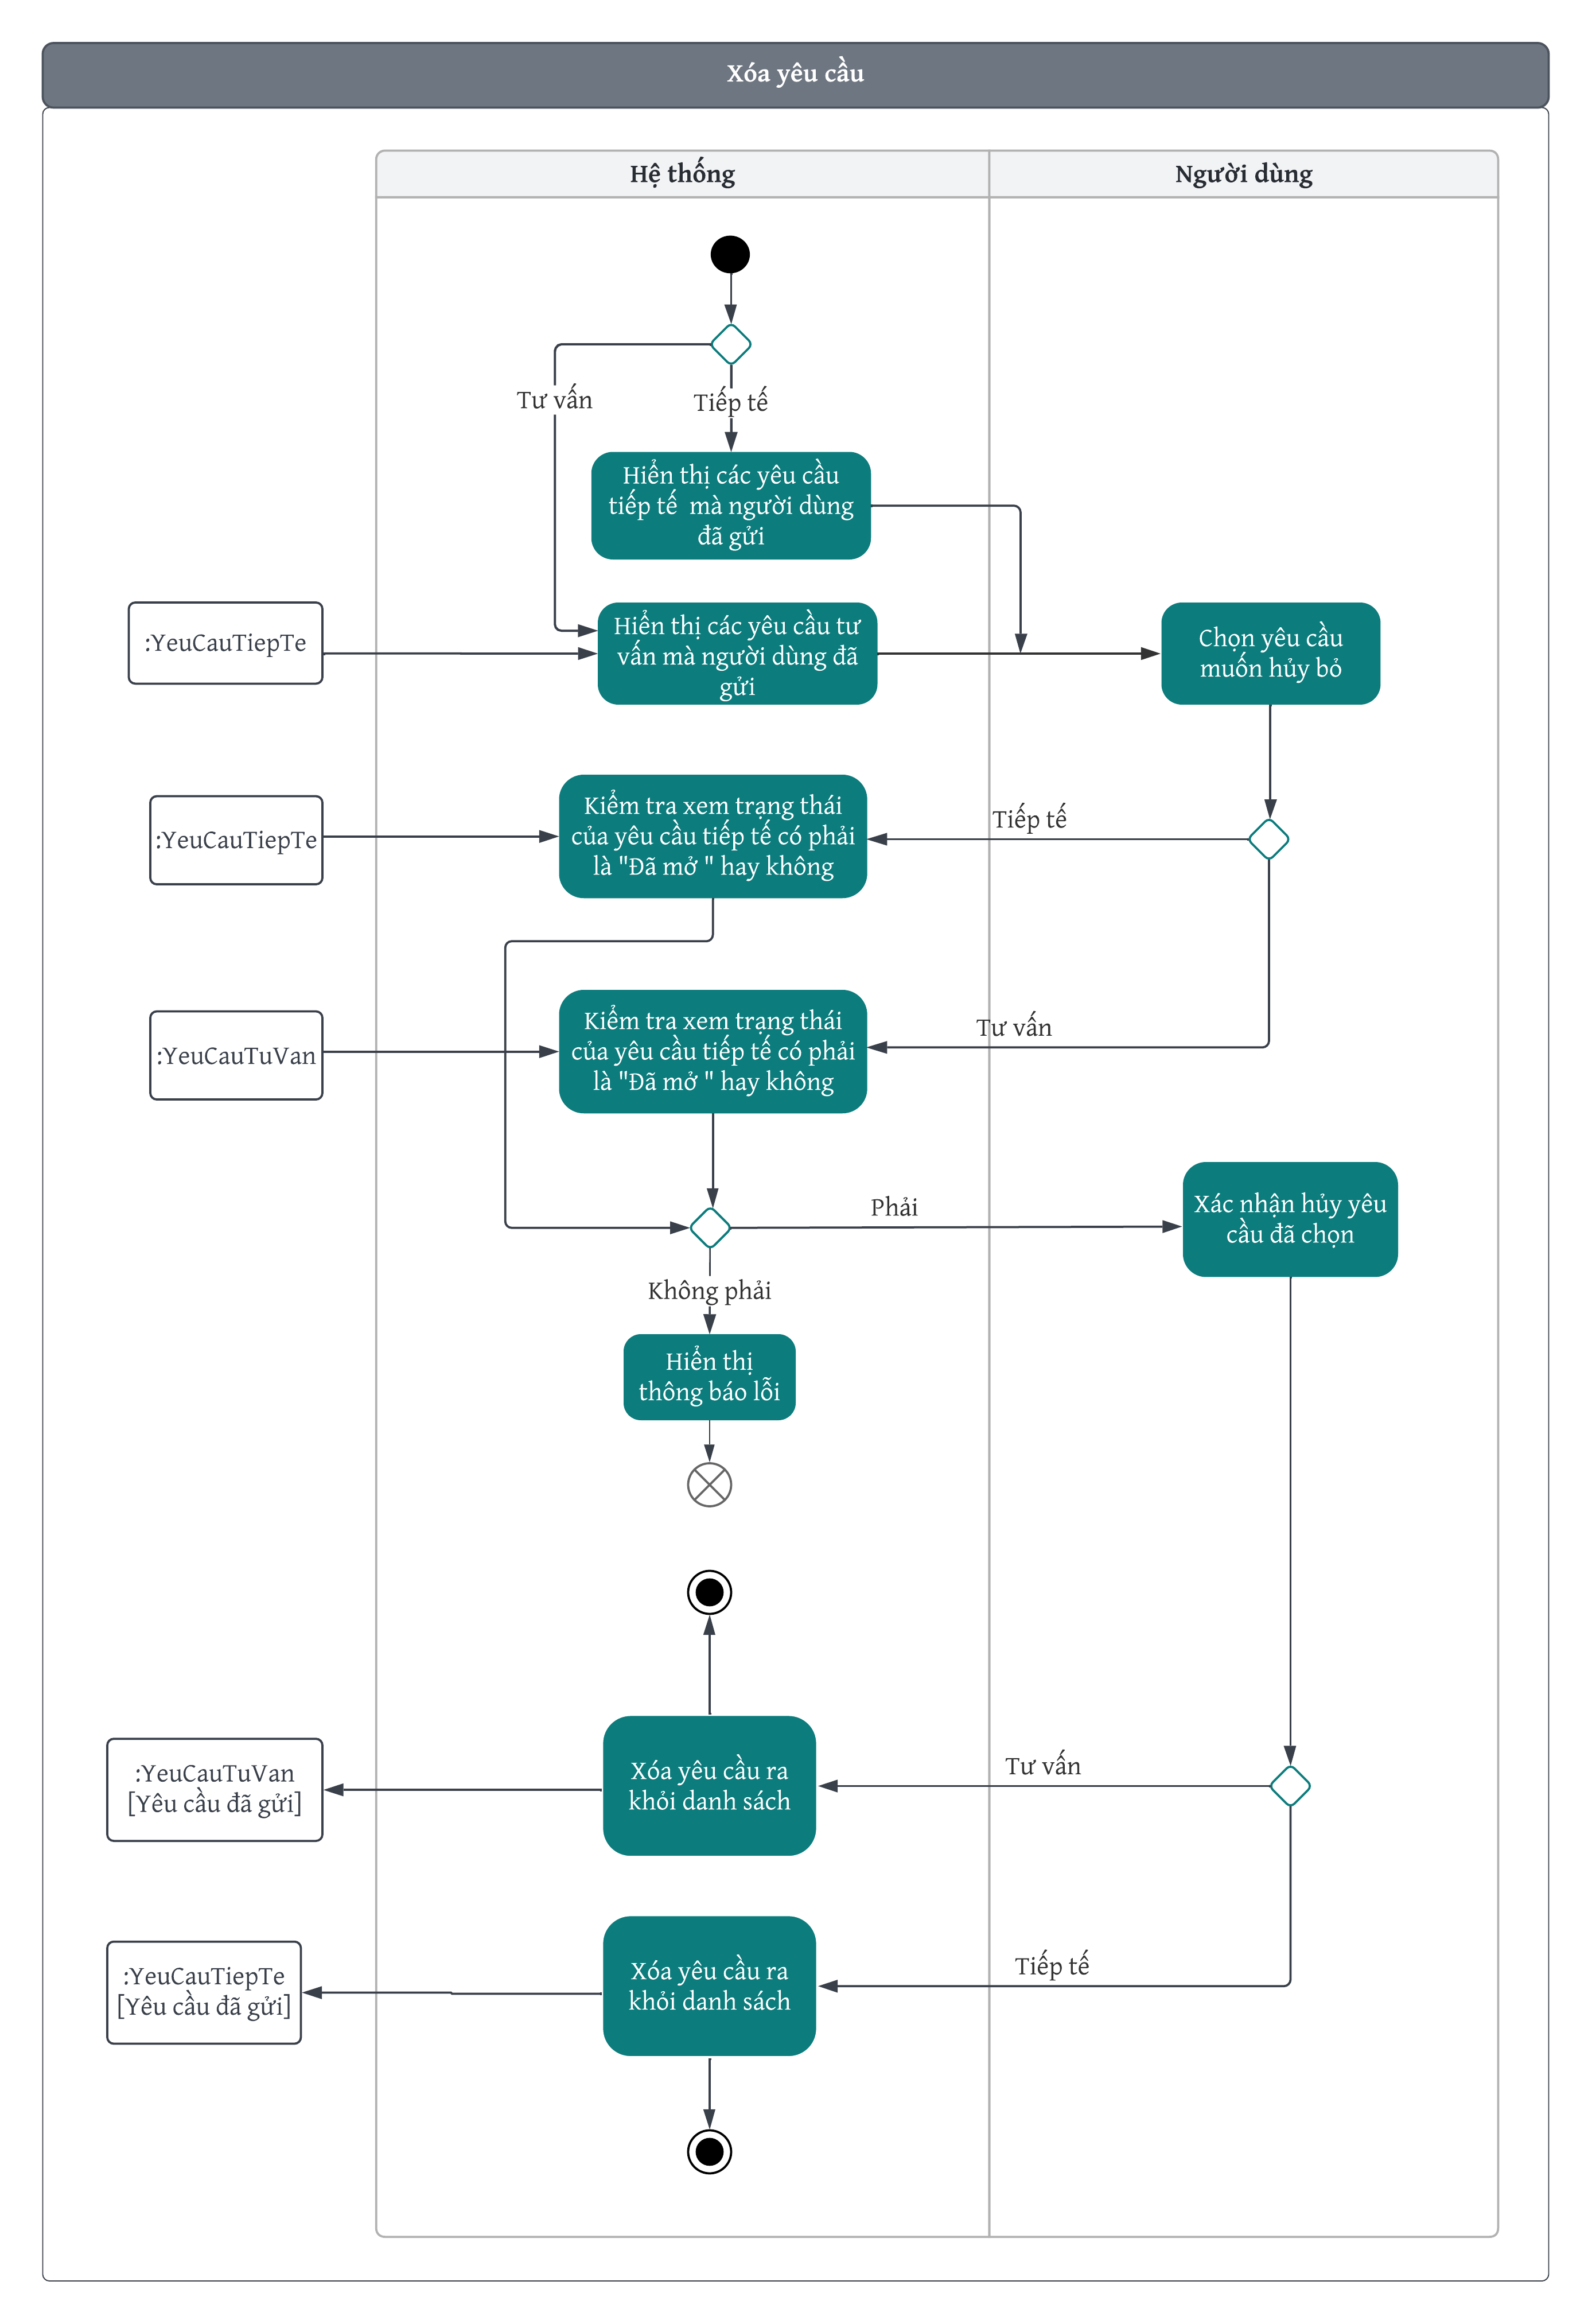 Xóa yêu cầu
Hệ thống
Người dùng
Tư vấn
Tiếp tế
Hiển thị các yêu cầu
tiếp tế mà người dùng
đã gửi
:YeuCauTiepTe
Hiển thị các yêu cầu tư
vấn mà người dùng đã
gửi
Chọn yêu cầu
muốn hủy bỏ
:YeuCauTiepTe
Kiểm tra xem trạng thái
của yêu cầu tiếp tế có phải
là "Đã mở " hay không
Tiếp tế
:YeuCauTuVan
Kiểm tra xem trạng thái
của yêu cầu tiếp tế có phải
là "Đã mở " hay không
Tư vấn
Phải
Xác nhận hủy yêu
cầu đã chọn
Không phải
Hiển thị
thông báo lỗi
:YeuCauTuVan
[Yêu cầu đã gửi]
Xóa yêu cầu ra
khỏi danh sách
Tư vấn
:YeuCauTiepTe
[Yêu cầu đã gửi]
Xóa yêu cầu ra
khỏi danh sách
Tiếp tế